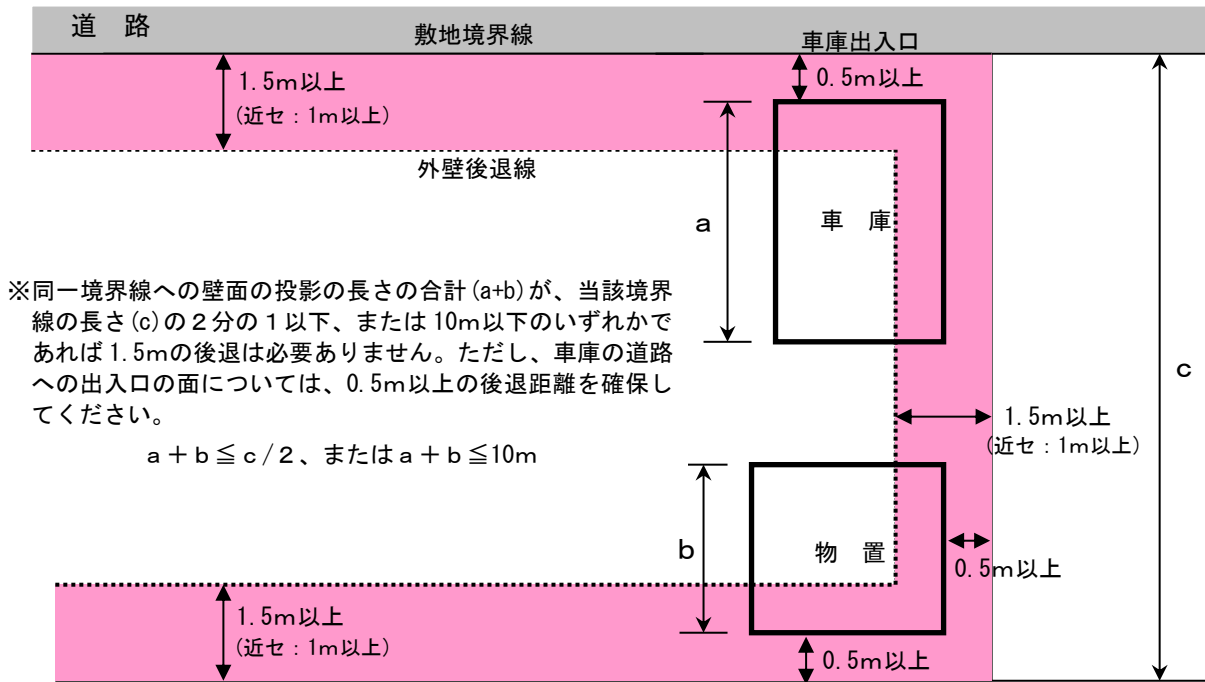 道　路
敷地境界線
車庫出入口
1.5m以上
(近セ：1m以上)
0.5m以上
外壁後退線
a
車　庫
c
※同一境界線への壁面の投影の長さの合計(a+b)が、当該境界
線の長さ(c)の２分の１以下、または10m以下のいずれかで
あれば1.5mの後退は必要ありません。ただし、車庫の道路
への出入口の面については、0.5m以上の後退距離を確保し
てください。
a＋b≦c/2、またはa＋b≦10m
1.5m以上
(近セ：1m以上)
b
物　置
0.5m以上
1.5m以上
(近セ：1m以上)
0.5m以上